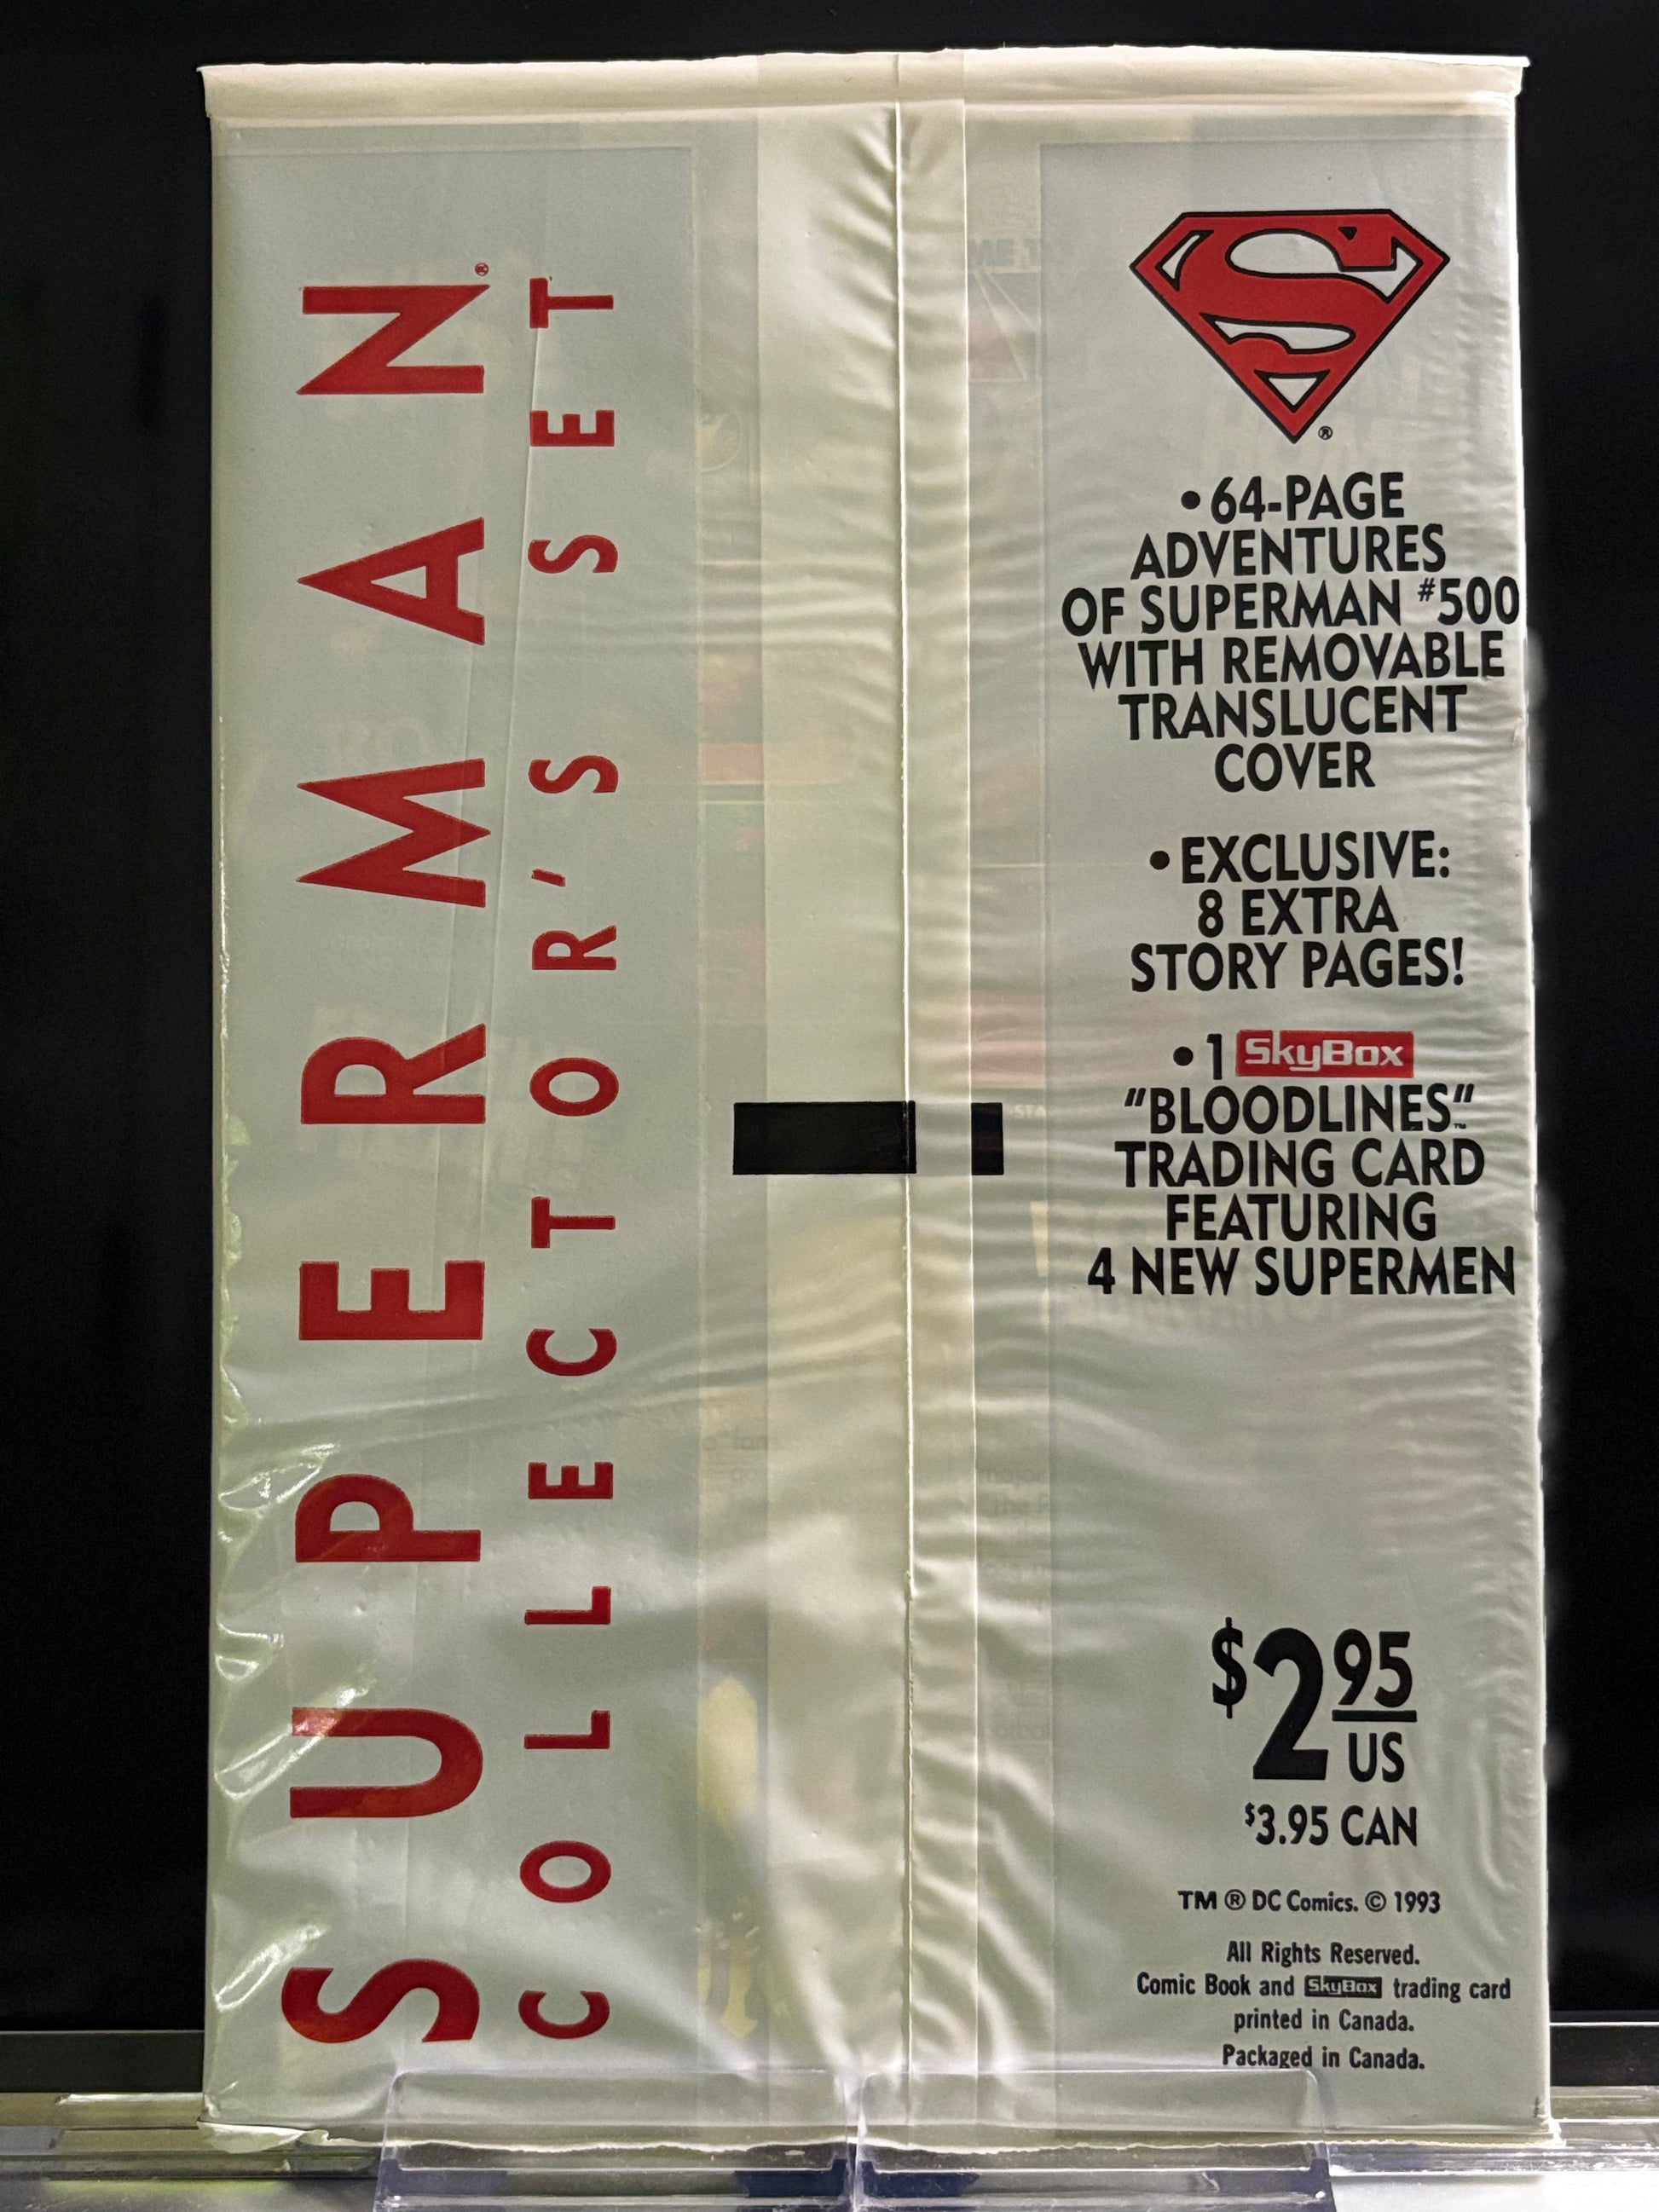 SUPERMAN®
COLLECTOR'S SET
®
• 64-PAGE
ADVENTURES
OF SUPERMAN #500
WITH REMOVABLE
TRANSLUCENT
COVER
• EXCLUSIVE:
8 EXTRA
STORY PAGES!
• 1 SkyBox
"BLOODLINES"™
TRADING CARD
FEATURING
4 NEW SUPERMEN
$2.95
US
$3.95 CAN
TM ® DC Comics. © 1993
All Rights Reserved.
Comic Book and SkyBox trading card
printed in Canada.
Packaged in Canada.